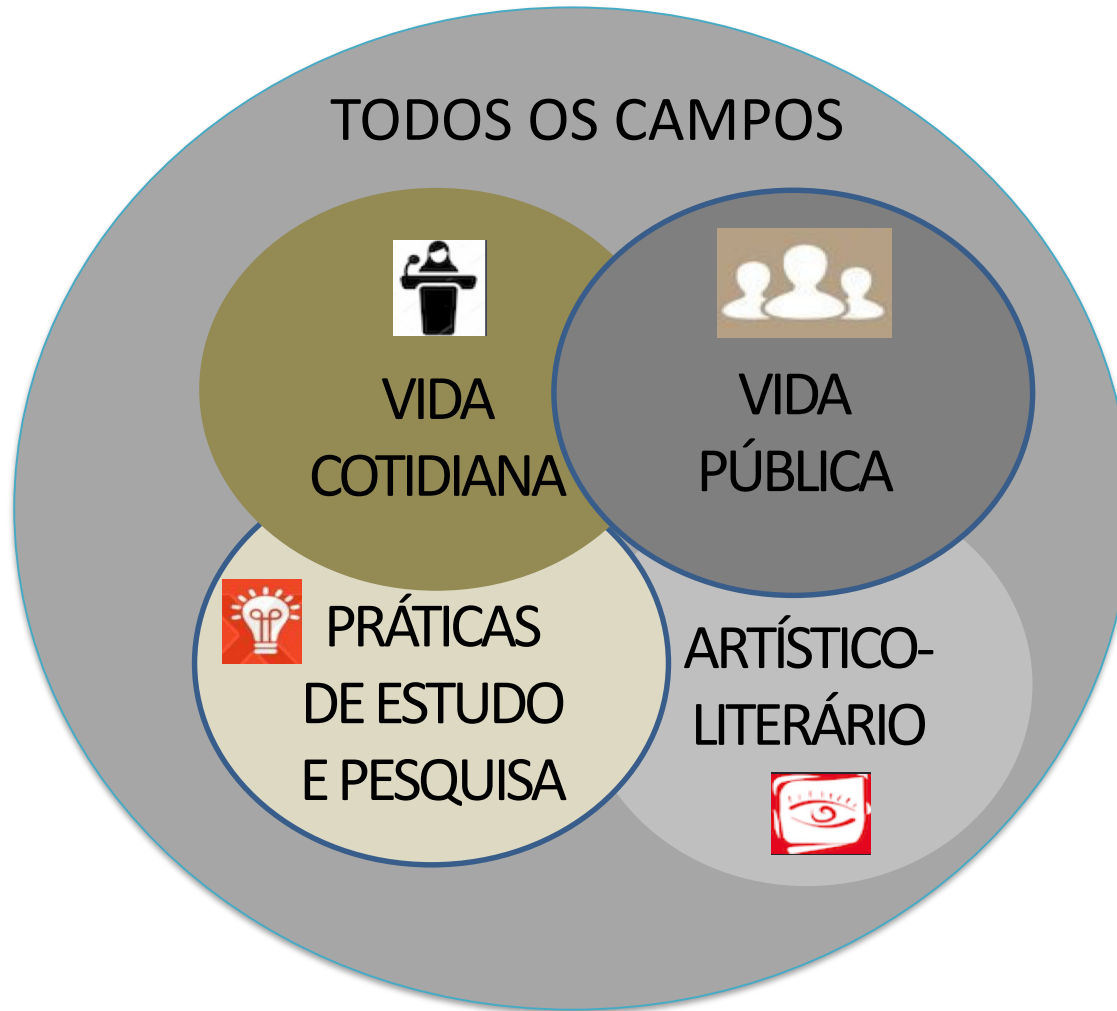 TODOS OS CAMPOS
VIDA
COTIDIANA
VIDA
PÚBLICA
PRÁTICAS
DE ESTUDO
E PESQUISA
ARTÍSTICO-
LITERÁRIO